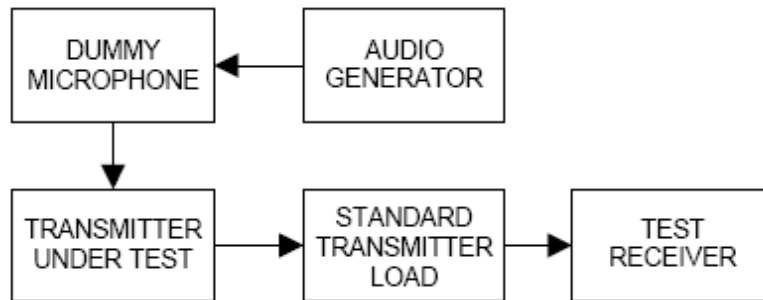 DUMMY
MICROPHONE
AUDIO
GENERATOR
TRANSMITTER
UNDER TEST
STANDARD
TRANSMITTER
LOAD
TEST
RECEIVER